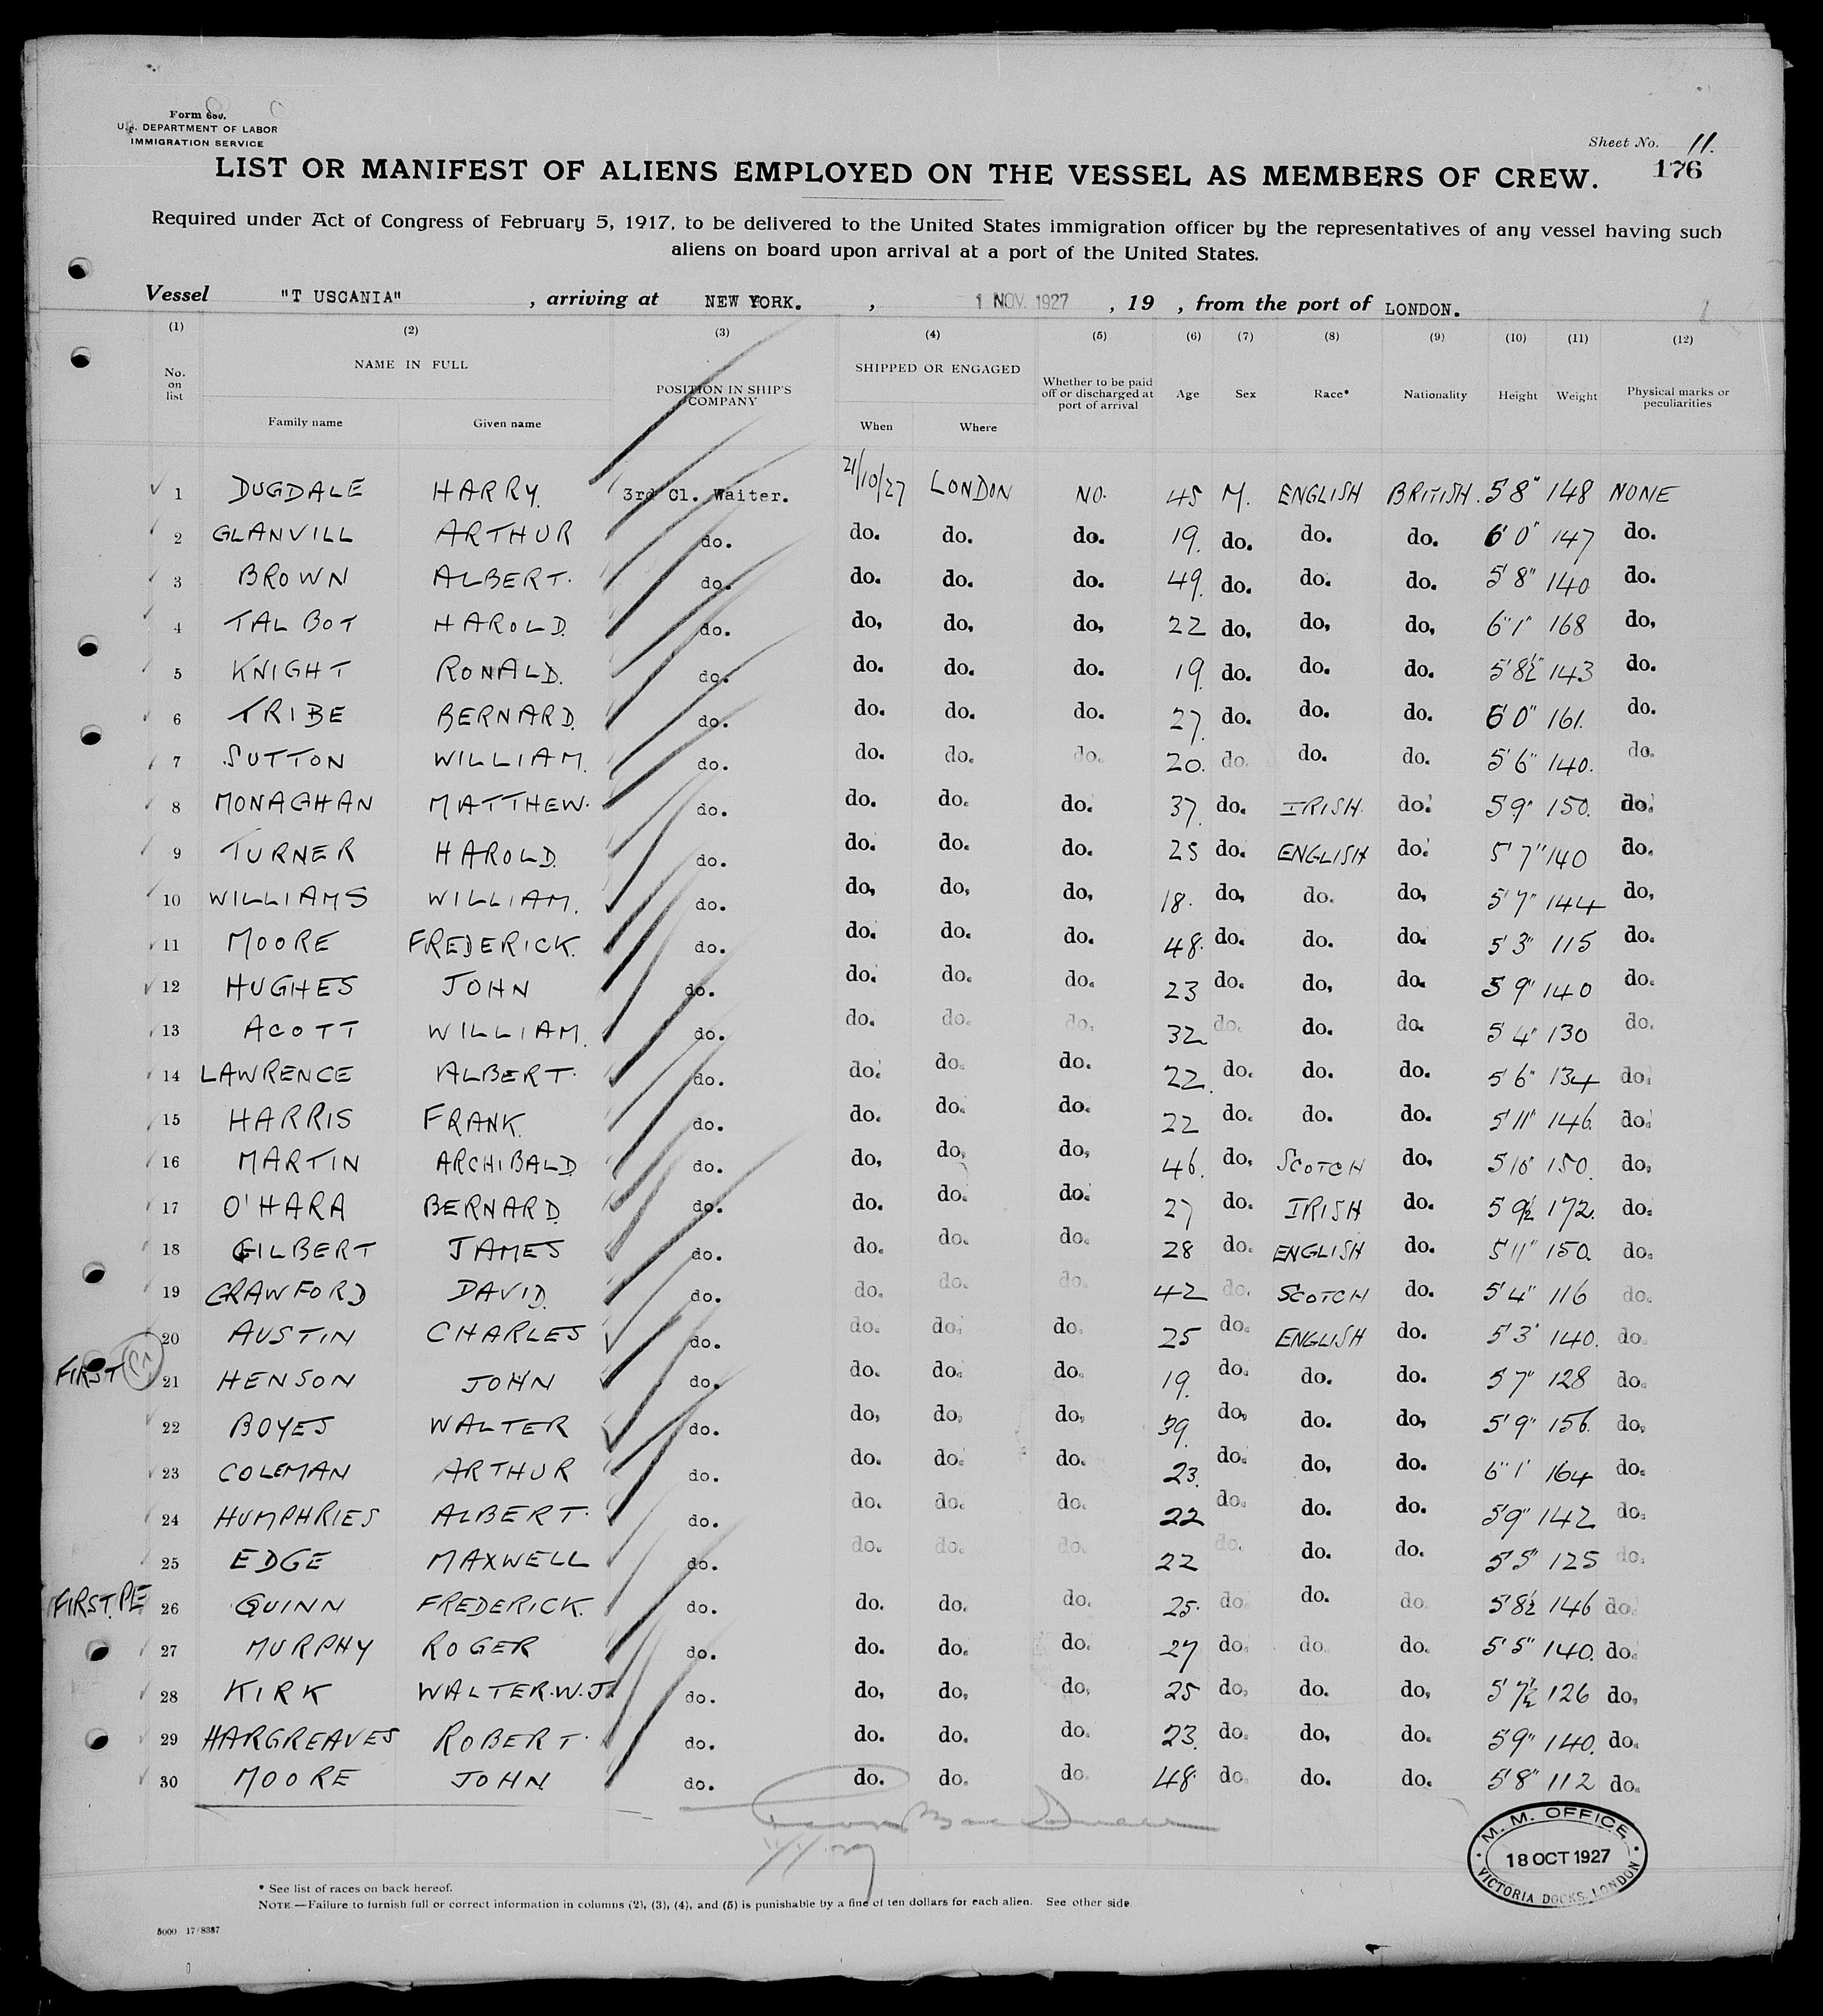 Form 680.
U.S. DEPARTMENT OF LABOR
IMMIGRATION SERVICE
Sheet No. 11.
176
LIST OR MANIFEST OF ALIENS EMPLOYED ON THE VESSEL AS MEMBERS OF CREW.
Required under Act of Congress of February 5, 1917, to be delivered to the United States immigration officer by the representatives of any vessel having such
aliens on board upon arrival at a port of the United States.
Vessel "T USCANIA" , arriving at NEW YORK. , 1 NOV. 1927 , 19 , from the port of LONDON.
(1) (2) (3) (4) (5) (6) (7) (8) (9) (10) (11) (12)
No. on list NAME IN FULL POSITION IN SHIP'S COMPANY SHIPPED OR ENGAGED Whether to be paid off or discharged at port of arrival Age Sex Race* Nationality Height Weight Physical marks or peculiarities
Family name Given name When Where
1 DUGDALE HARRY. 3rd Cl. Waiter. 21/10/27 LONDON NO. 45 M. ENGLISH BRITISH. 5'8" 148 NONE
2 GLANVILL ARTHUR do. do. do. do. 19. do. do. do. 6'0" 147 do.
3 BROWN ALBERT. do. do. do. do. 49. do. do. do. 5'8" 140 do.
4 TALBOT HAROLD. do. do, do, do, 22 do. do, do, 6"1" 168 do,
5 KNIGHT RONALD. do. do. do. do. 19. do. do. do. 5'8½" 143 do.
6 TRIBE BERNARD. do. do. do. do. 27. do. do. do. 6'0" 161. do.
7 SUTTON WILLIAM. do. do. do. do. 20. do. do. do. 5'6" 140. do.
8 MONAGHAN MATTHEW. do. do. do. do. 37. do. IRISH. do. 5'9" 150. do.
9 TURNER HAROLD. do. do. do. do. 25 do. ENGLISH do. 5'7" 140 do.
10 WILLIAMS WILLIAM. do. do, do, do, 18. do, do. do, 5'7" 144 do,
11 MOORE FREDERICK. do. do. do. do. 48. do. do. do. 5'3" 115 do.
12 HUGHES JOHN do. do. do. do. 23 do. do, do. 5 9" 140 do.
13 ACOTT WILLIAM. do. do. do. do. 32 do. do. do. 5'4" 130 do.
14 LAWRENCE ALBERT. do. do. do. do. 22. do. do. do. 5'6" 134 do.
15 HARRIS FRANK. do. do. do. do. 22 do. do. do. 5'11" 146. do.
16 MARTIN ARCHIBALD do. do, do, do, 46. do, SCOTCH do, 5'10" 150. do,
17 O'HARA BERNARD. do. do. do. do. 27 do. IRISH do. 5 9½ 172. do.
18 GILBERT JAMES do. do. do. do. 28 do. ENGLISH do. 5'11" 150. do.
19 CRAWFORD DAVID. do. do. do. do. 42 do. SCOTCH do. 5'4" 116 do.
20 AUSTIN CHARLES do. do. do. do. 25 do. ENGLISH do. 5'3" 140. do.
FIRST 21 HENSON JOHN do. do. do. do. 19. do. do. do. 5 7" 128 do.
22 BOYES WALTER do. do, do, do, 39. do, do. do, 5'9" 156. do,
23 COLEMAN ARTHUR do. do. do. do. 23. do. do, do. 6"1' 164 do.
24 HUMPHRIES ALBERT. do. do. do. do. 22 do. do. do. 5'9" 142 do.
25 EDGE MAXWELL do. do. do. do. 22 do. do. do. 5'5" 125 do.
FIRST. PE 26 QUINN FREDERICK. do. do. do. do. 25. do. do. do. 5'8½ 146 do.
27 MURPHY ROGER do. do. do. do. 27 do. do. do. 5'5" 140. do.
28 KIRK WALTER.W.J. do. do, do, do, 25 do, do. do, 5'7½ 126 do,
29 HARGREAVES ROBERT. do. do. do. do. 23. do. do, do. 5 9" 140. do.
30 MOORE JOHN do. do. do. do. 48. do. do. do. 5'8" 112 do.
M. M. OFFICE
18 OCT 1927
VICTORIA DOCKS, LONDON
* See list of races on back hereof.
NOTE.—Failure to furnish full or correct information in columns (2), (3), (4), and (5) is punishable by a fine of ten dollars for each alien. See other side.
5000 17/8337